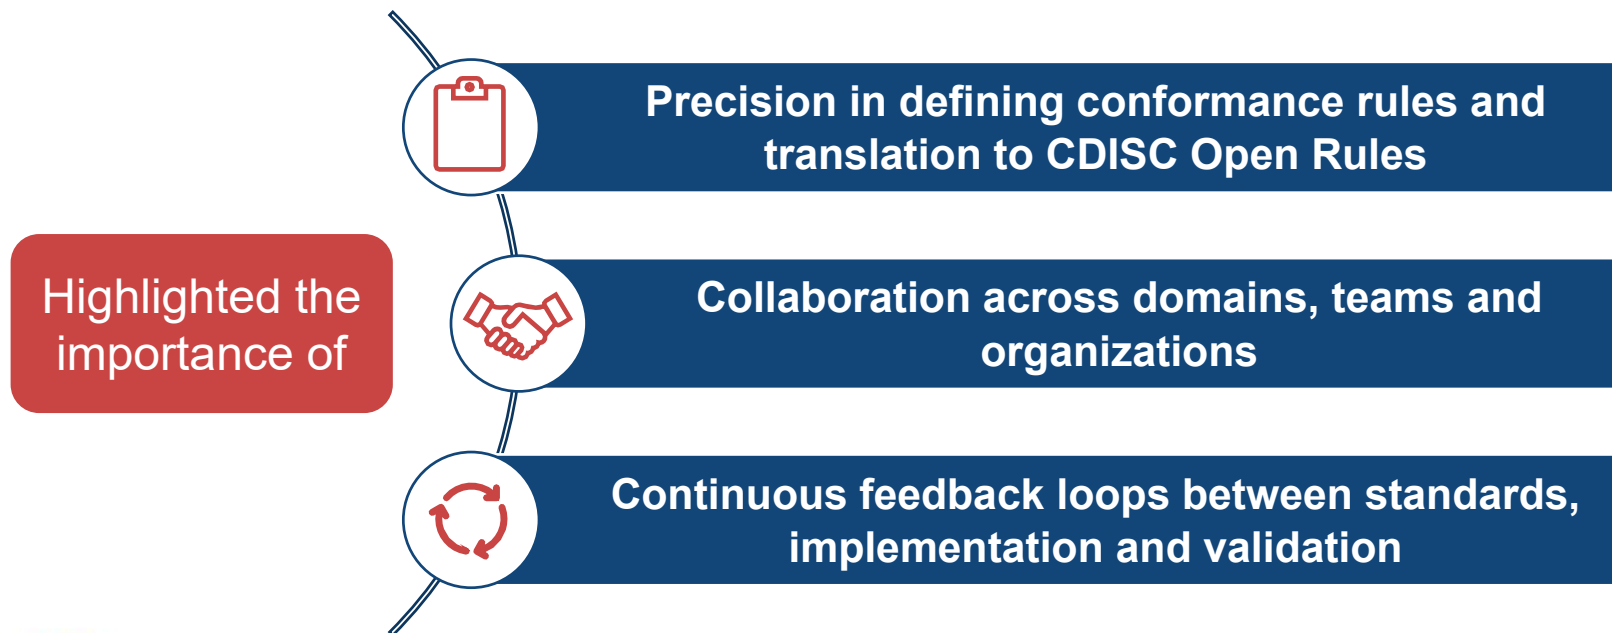 Precision in defining conformance rules and
translation to CDISC Open Rules
Highlighted the
importance of
Collaboration across domains, teams and
organizations
Continuous feedback loops between standards,
implementation and validation